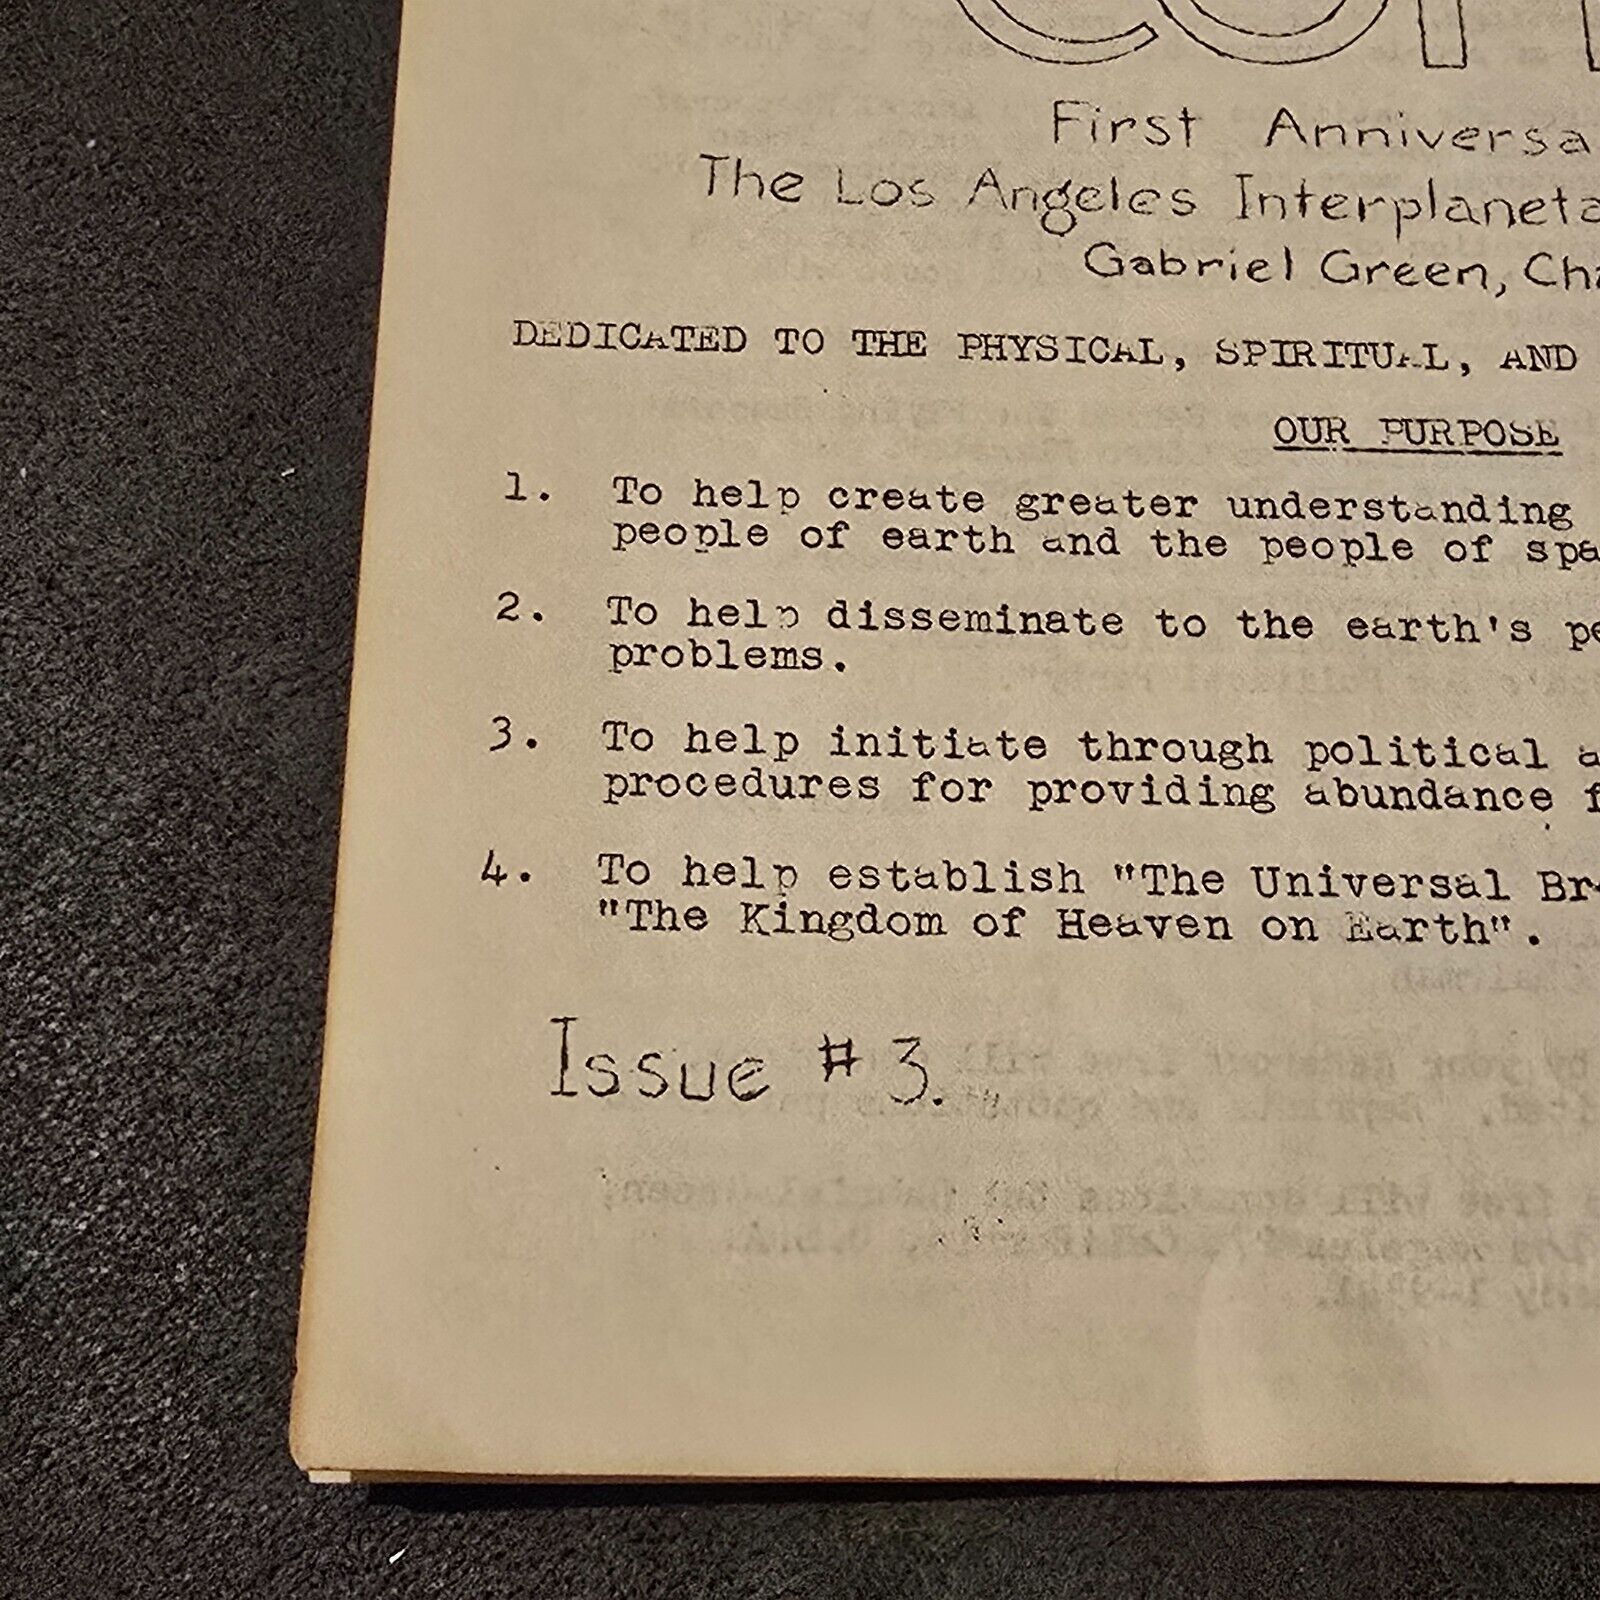 First Anniversa
The Los Angeles Interplaneta
Gabriel Green, Cha
DEDICATED TO THE PHYSICAL, SPIRITUAL, AND
OUR PURPOSE
1. To help create greater understanding
people of earth and the people of spa
2. To help disseminate to the earth's pe
problems.
3. To help initiate through political a
procedures for providing abundance f
4. To help establish "The Universal Br
"The Kingdom of Heaven on Earth".
Issue # 3.